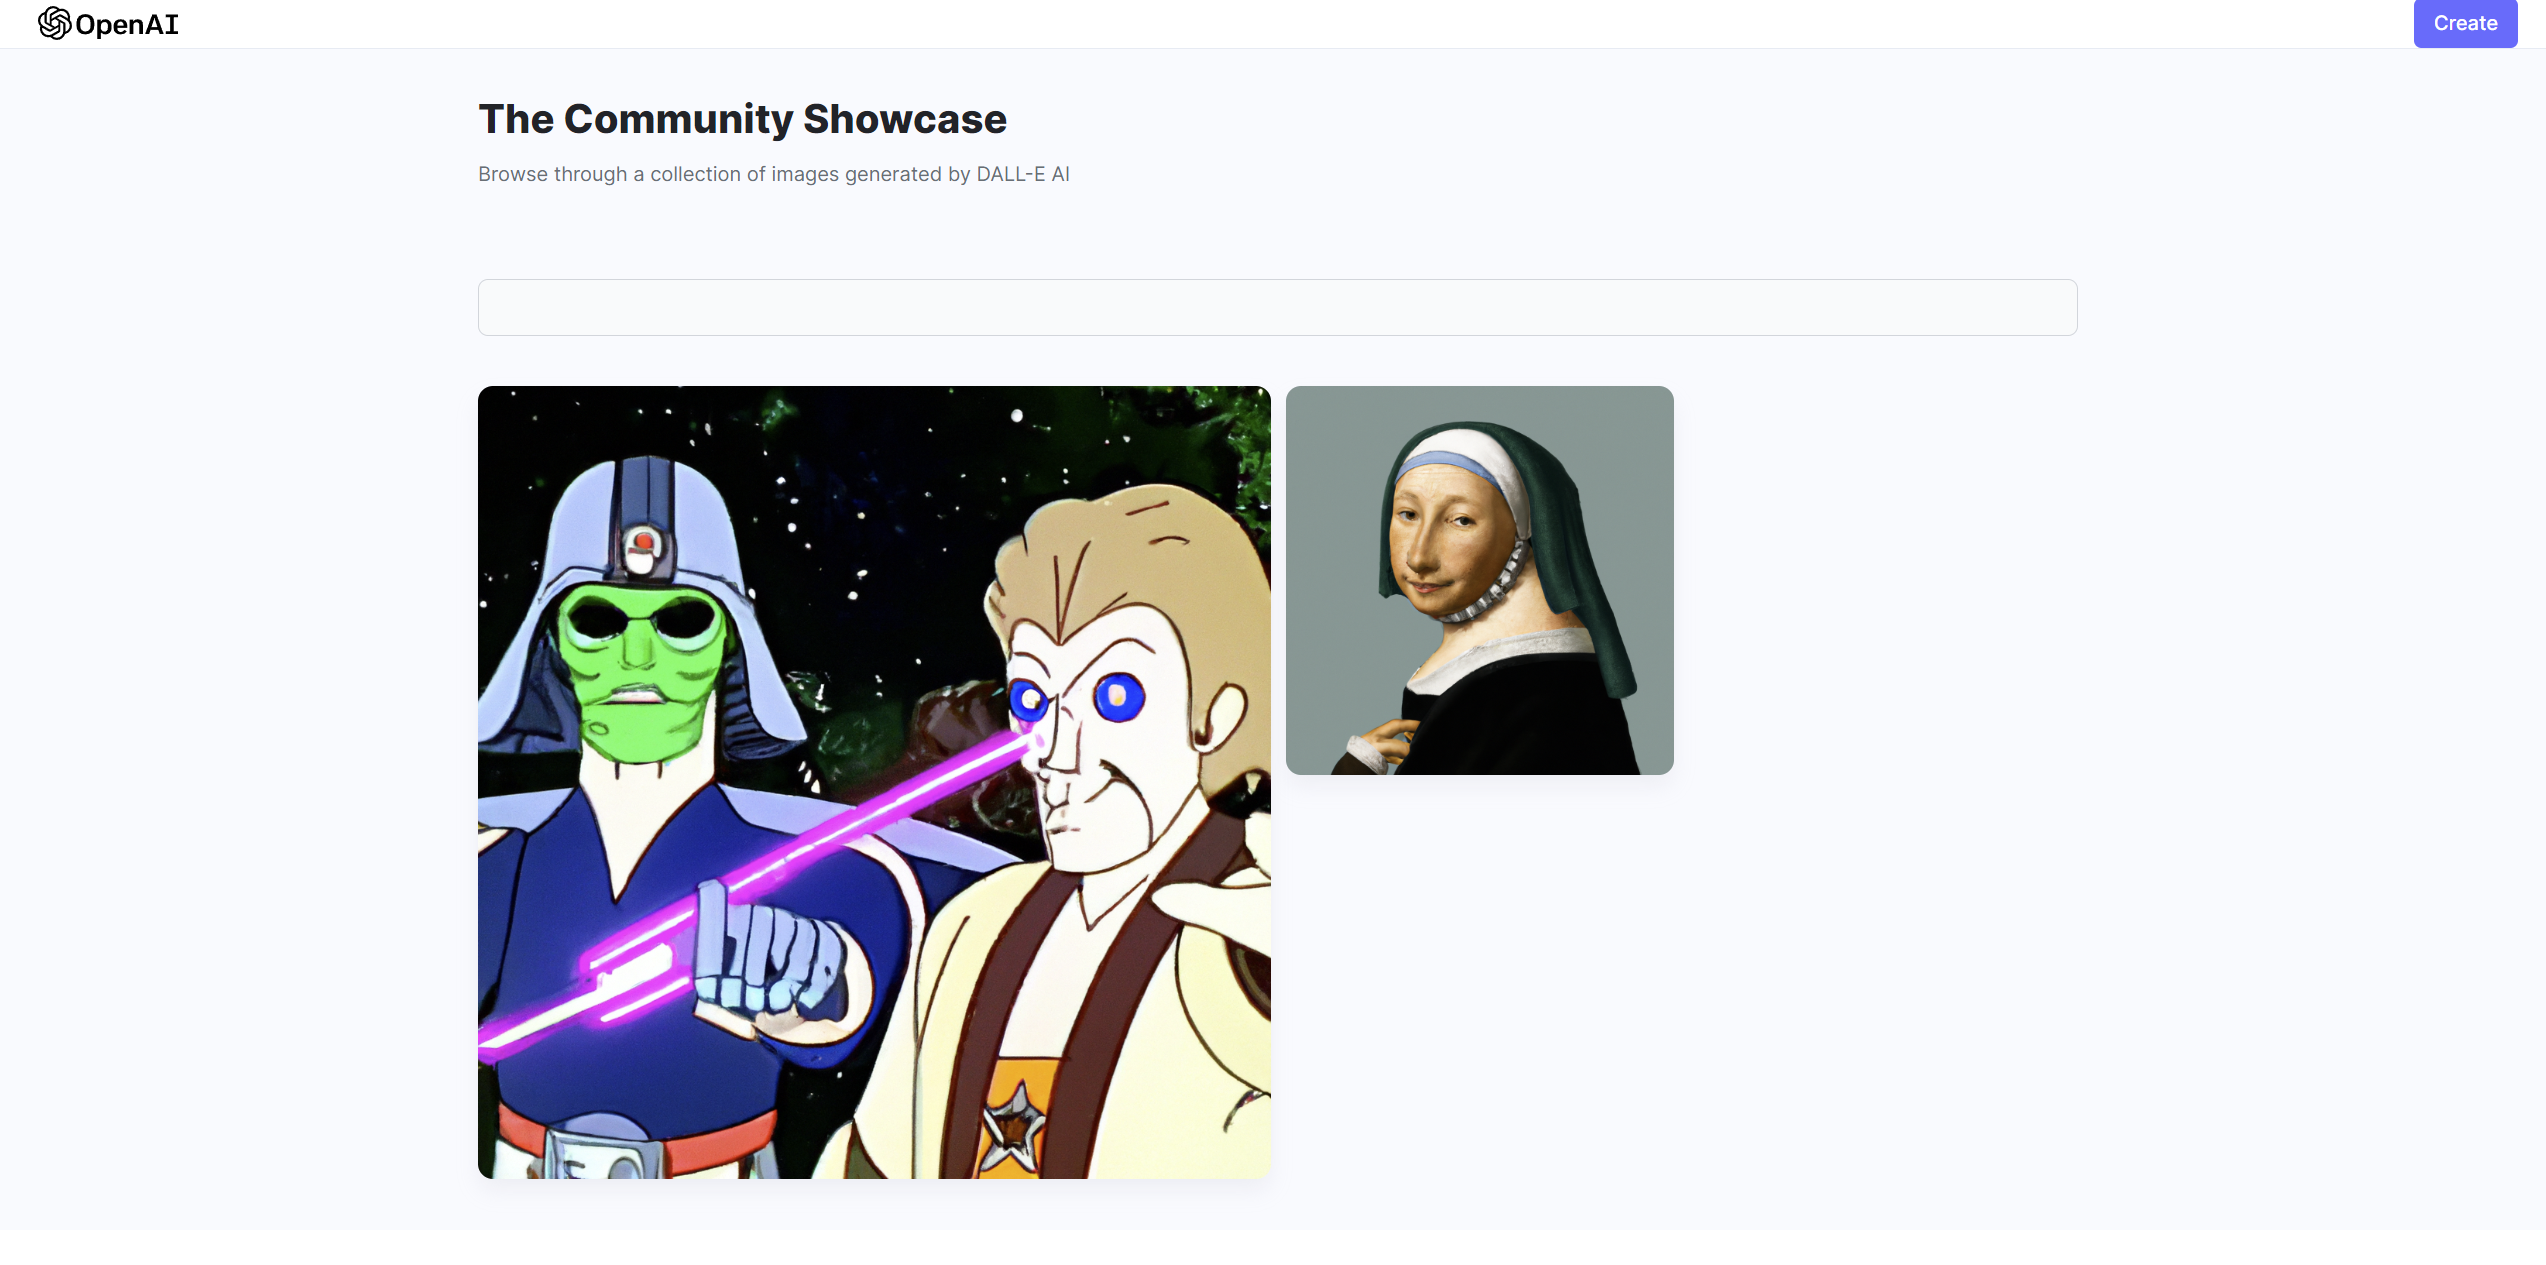 OpenAI
Create
The Community Showcase
Browse through a collection of images generated by DALL-E AI